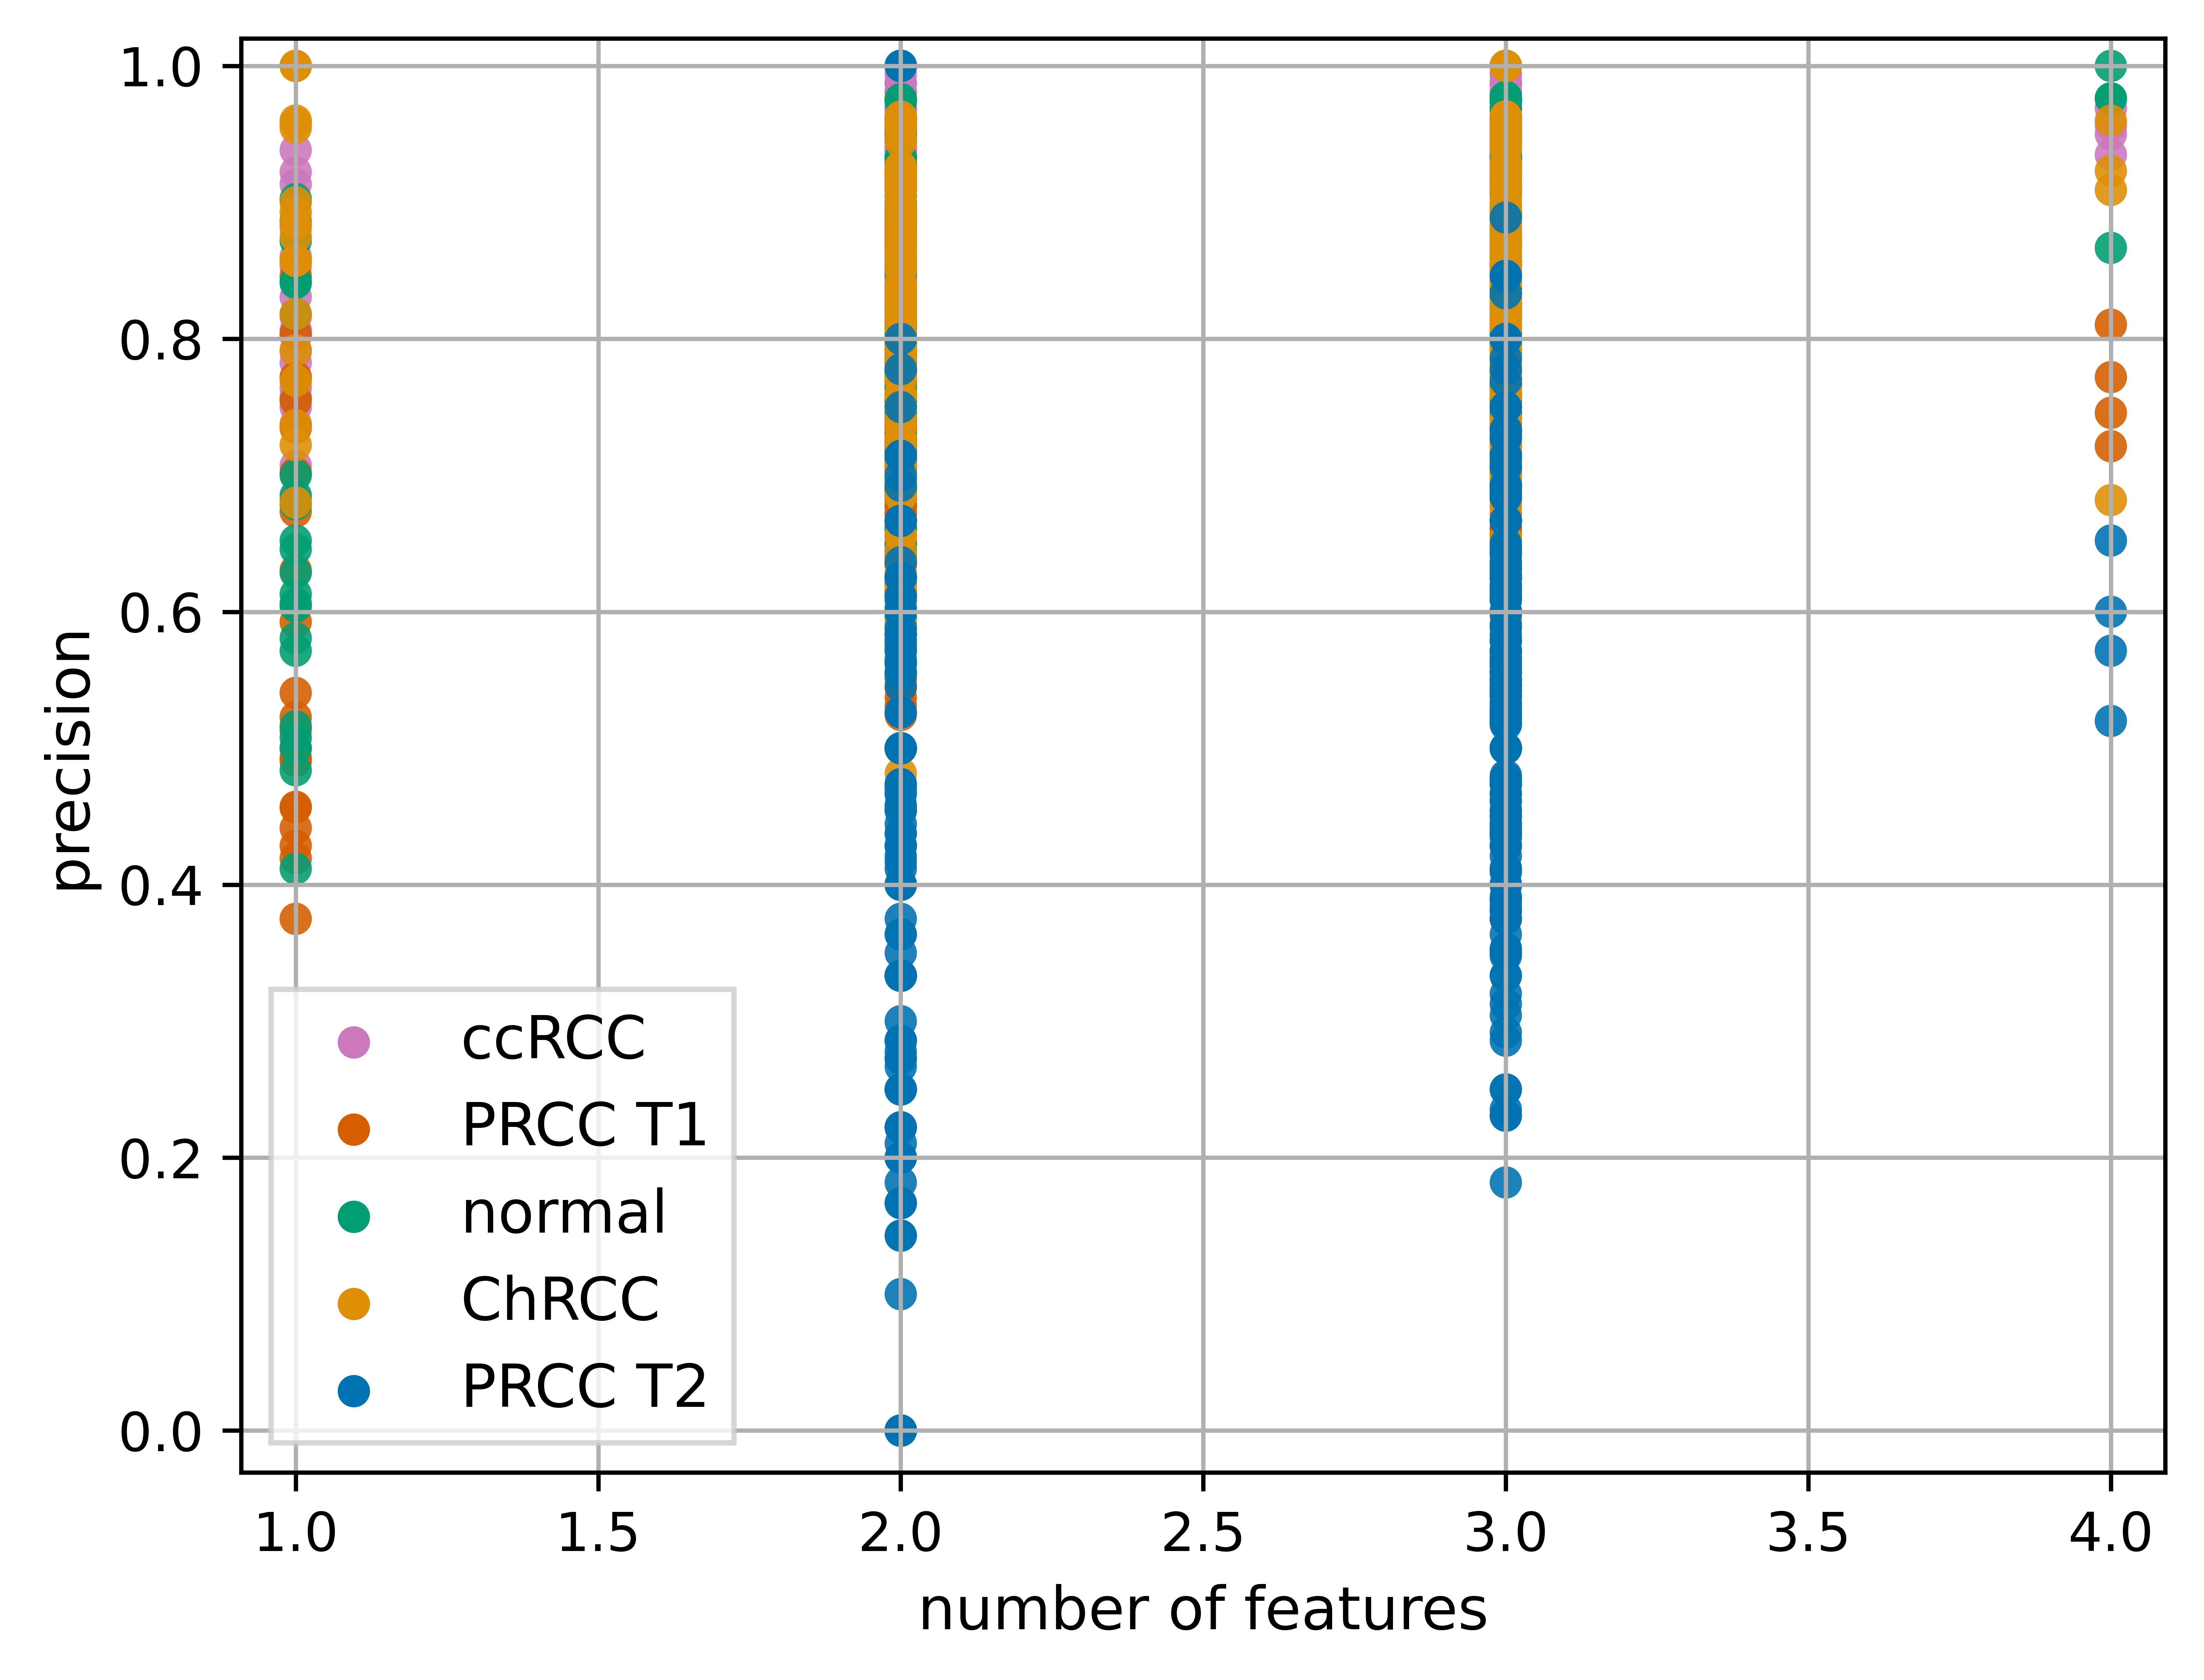 1.0
0.8
0.6
0.4
0.2
0.0
precision
ccRCC
PRCC T1
normal
ChRCC
PRCC T2
1.0 1.5 2.0 2.5 3.0 3.5 4.0
number of features